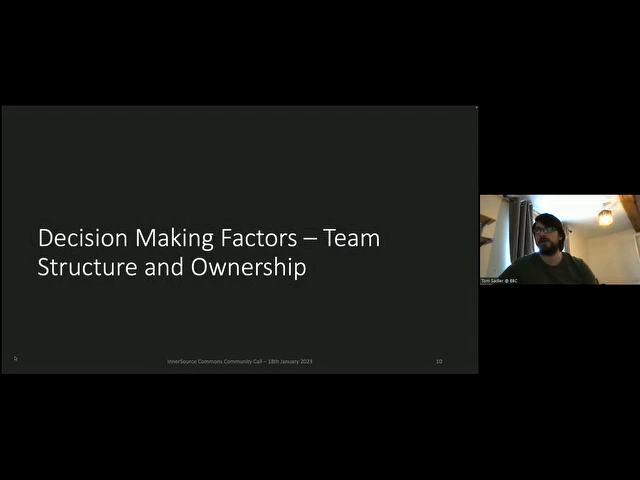 Decision Making Factors – Team
Structure and Ownership
InnerSource Commons Community Call – 18th January 2023
10
Tom Sadler @ BBC